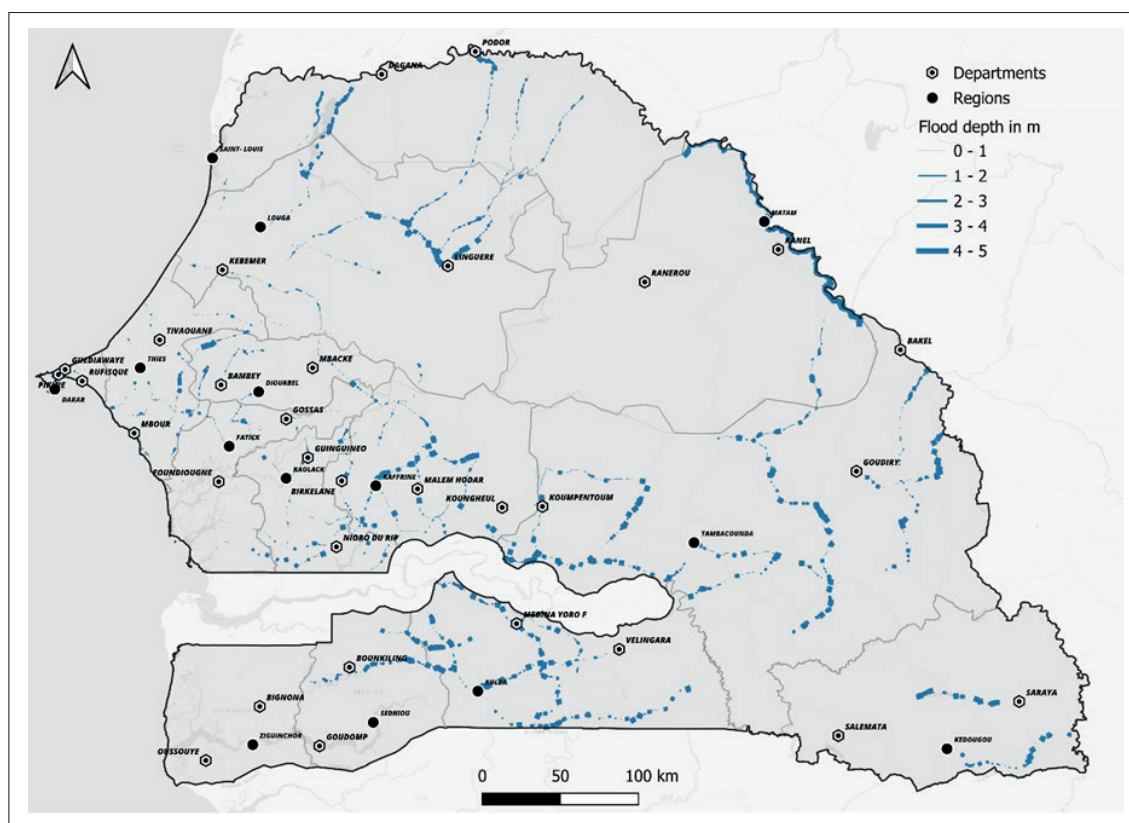 PODOR
DAGANA
Departments
Regions
Flood depth in m
0 - 1
1 - 2
2 - 3
3 - 4
4 - 5
SAINT- LOUIS
MATAM
LOUGA
KANEL
LINGUERE
KEBEMER
RANEROU
TIVAOUANE
BAKEL
GUEDIAWAYE
THIES
MBACKE
RUFISQUE
PIKINE
BAMBEY
DIOURBEL
DAKAR
GOSSAS
MBOUR
FATICK
GUINGUINEO
GOUDIRY
FOUNDIOUGNE
KAOLACK
KAFFRINE
BIRKELANE
MALEM HODAR
KOUNGHEUL
KOUMPENTOUM
NIORO DU RIP
TAMBACOUNDA
MEDINA YORO F
VELINGARA
BOUNKILING
KOLDA
SARAYA
BIGNONA
SEDHIOU
SALEMATA
ZIGUINCHOR
GOUDOMP
KEDOUGOU
OUSSOUYE
0 50 100 km